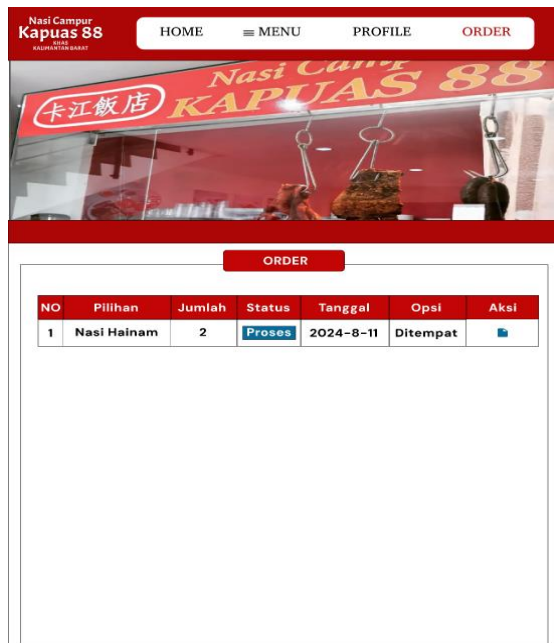 Nasi Campur
Kapuas 88
KHAS
KALIMANTAN BARAT
HOME
MENU
PROFILE
ORDER
Nasi Camp
卡江飯店 KAPUAS 88
ORDER
NO Pilihan Jumlah Status Tanggal Opsi Aksi
1 Nasi Hainam 2 Proses 2024-8-11 Ditempat